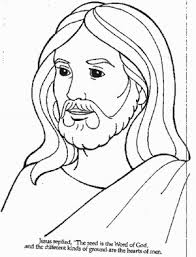 Jesus replied, "The seed is the Word of God,
and the different kinds of ground are the hearts of men.